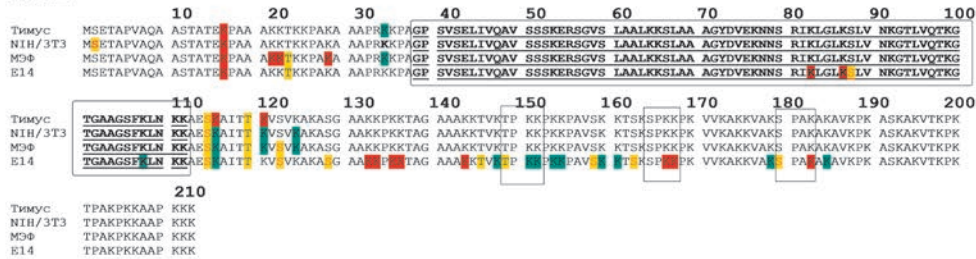 10 20 30 40 50 60 70 80 90 100
Тимус MSETAPVAQA ASTATEKPAA AKKTKKPAKA AAPRKKPAGP SVSELIVQAV SSSKERSGVS LAALKKSLAA AGYDVEKNNS RIKLGLKSLV NKGTLVQTKG
NIH/3T3 MSETAPVAQA ASTATEKPAA AKKTKKPAKA AAPRKKPAGP SVSELIVQAV SSSKERSGVS LAALKKSLAA AGYDVEKNNS RIKLGLKSLV NKGTLVQTKG
МЭФ MSETAPVAQA ASTATEKPAA AKKTKKPAKA AAPRKKPAGP SVSELIVQAV SSSKERSGVS LAALKKSLAA AGYDVEKNNS RIKLGLKSLV NKGTLVQTKG
E14 MSETAPVAQA ASTATEKPAA AKKTKKPAKA AAPRKKPAGP SVSELIVQAV SSSKERSGVS LAALKKSLAA AGYDVEKNNS RIKLGLKSLV NKGTLVQTKG
110 120 130 140 150 160 170 180 190 200
Тимус TGAAGSFKLN KKAESKAITT KVSVKAKASG AAKKPKKTAG AAAKKTVKTP KKPKKPAVSK KTSKSPKKPK VVKAKKVAKS PAKAKAVKPK ASKAKVTKPK
NIH/3T3 TGAAGSFKLN KKAESKAITT KVSVKAKASG AAKKPKKTAG AAAKKTVKTP KKPKKPAVSK KTSKSPKKPK VVKAKKVAKS PAKAKAVKPK ASKAKVTKPK
МЭФ TGAAGSFKLN KKAESKAITT KVSVKAKASG AAKKPKKTAG AAAKKTVKTP KKPKKPAVSK KTSKSPKKPK VVKAKKVAKS PAKAKAVKPK ASKAKVTKPK
E14 TGAAGSFKLN KKAESKAITT KVSVKAKASG AAKKPKKTAG AAAKKTVKTP KKPKKPAVSK KTSKSPKKPK VVKAKKVAKS PAKAKAVKPK ASKAKVTKPK
210
Тимус TPAKPKKAAP KKK
NIH/3T3 TPAKPKKAAP KKK
МЭФ TPAKPKKAAP KKK
E14 TPAKPKKAAP KKK